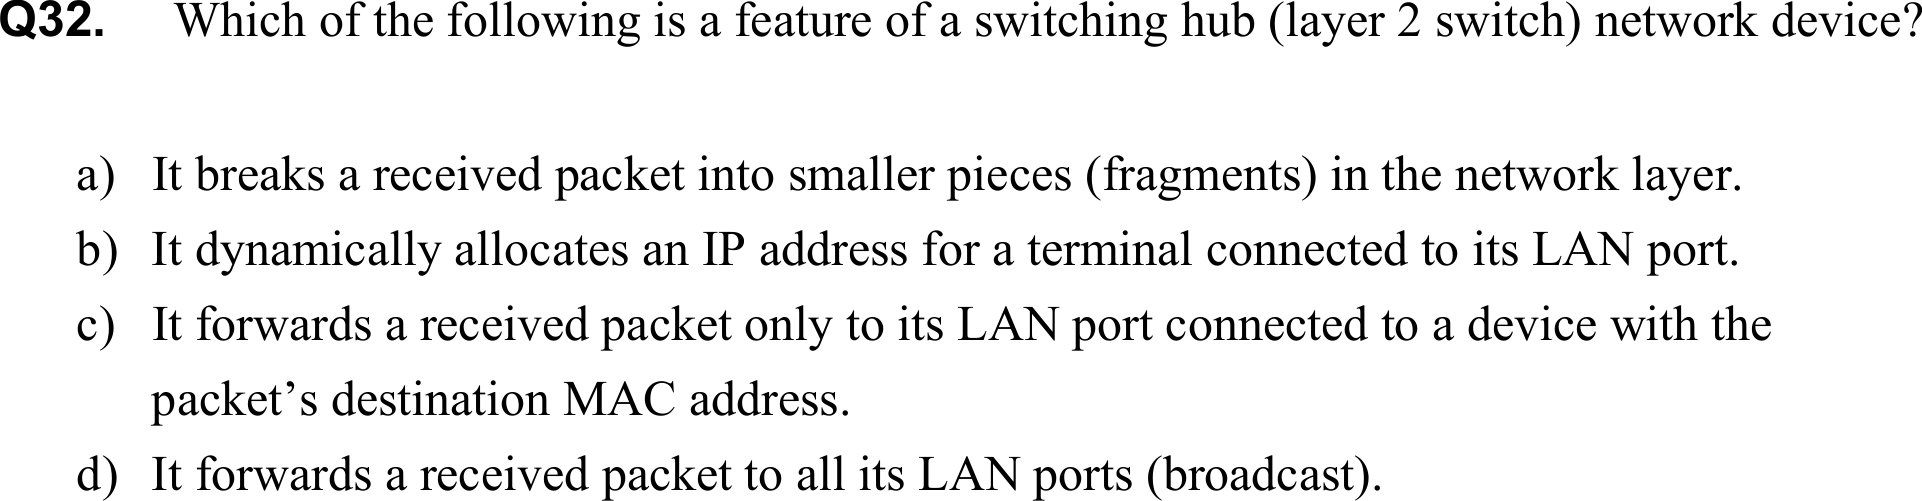 Q32. Which of the following is a feature of a switching hub (layer 2 switch) network device?
a) It breaks a received packet into smaller pieces (fragments) in the network layer.
b) It dynamically allocates an IP address for a terminal connected to its LAN port.
c) It forwards a received packet only to its LAN port connected to a device with the
packet’s destination MAC address.
d) It forwards a received packet to all its LAN ports (broadcast).